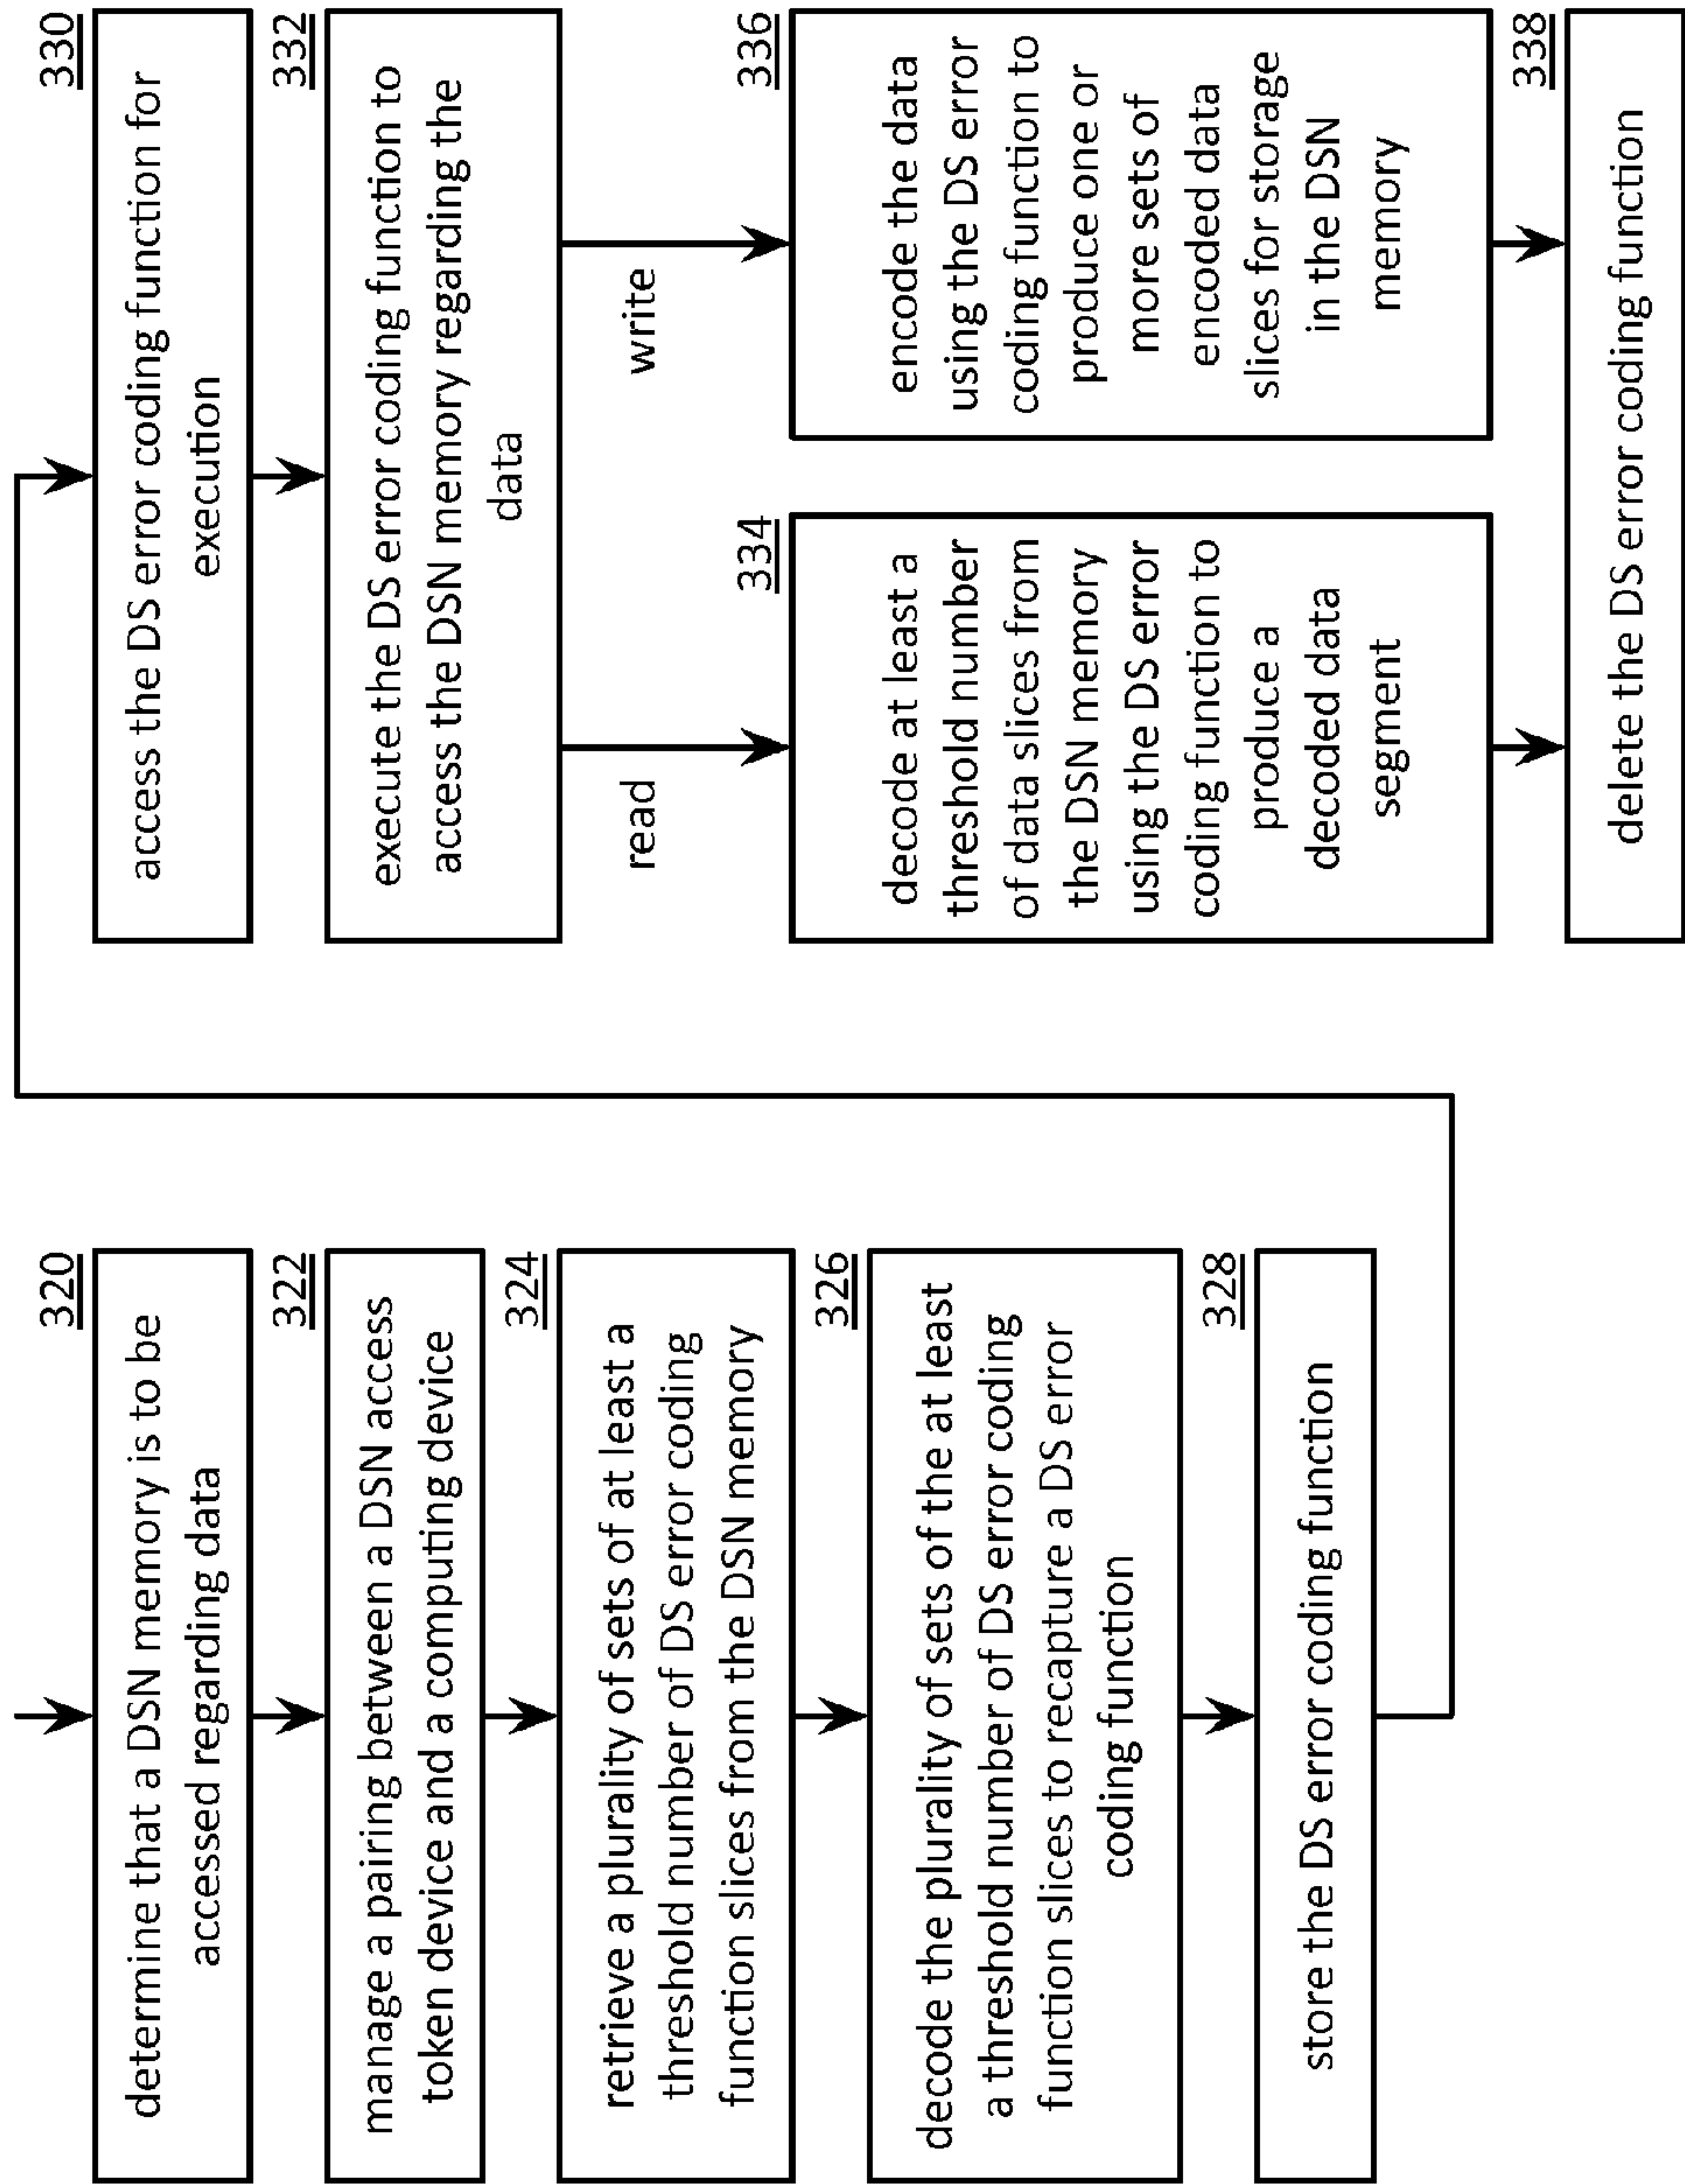 320
determine that a DSN memory is to be
accessed regarding data
322
manage a pairing between a DSN access
token device and a computing device
324
retrieve a plurality of sets of at least a
threshold number of DS error coding
function slices from the DSN memory
326
decode the plurality of sets of the at least
a threshold number of DS error coding
function slices to recapture a DS error
coding function
328
store the DS error coding function
330
access the DS error coding function for
execution
332
execute the DS error coding function to
access the DSN memory regarding the
data
read
write
334
decode at least a
threshold number
of data slices from
the DSN memory
using the DS error
coding function to
produce a
decoded data
segment
336
encode the data
using the DS error
coding function to
produce one or
more sets of
encoded data
slices for storage
in the DSN
memory
338
delete the DS error coding function